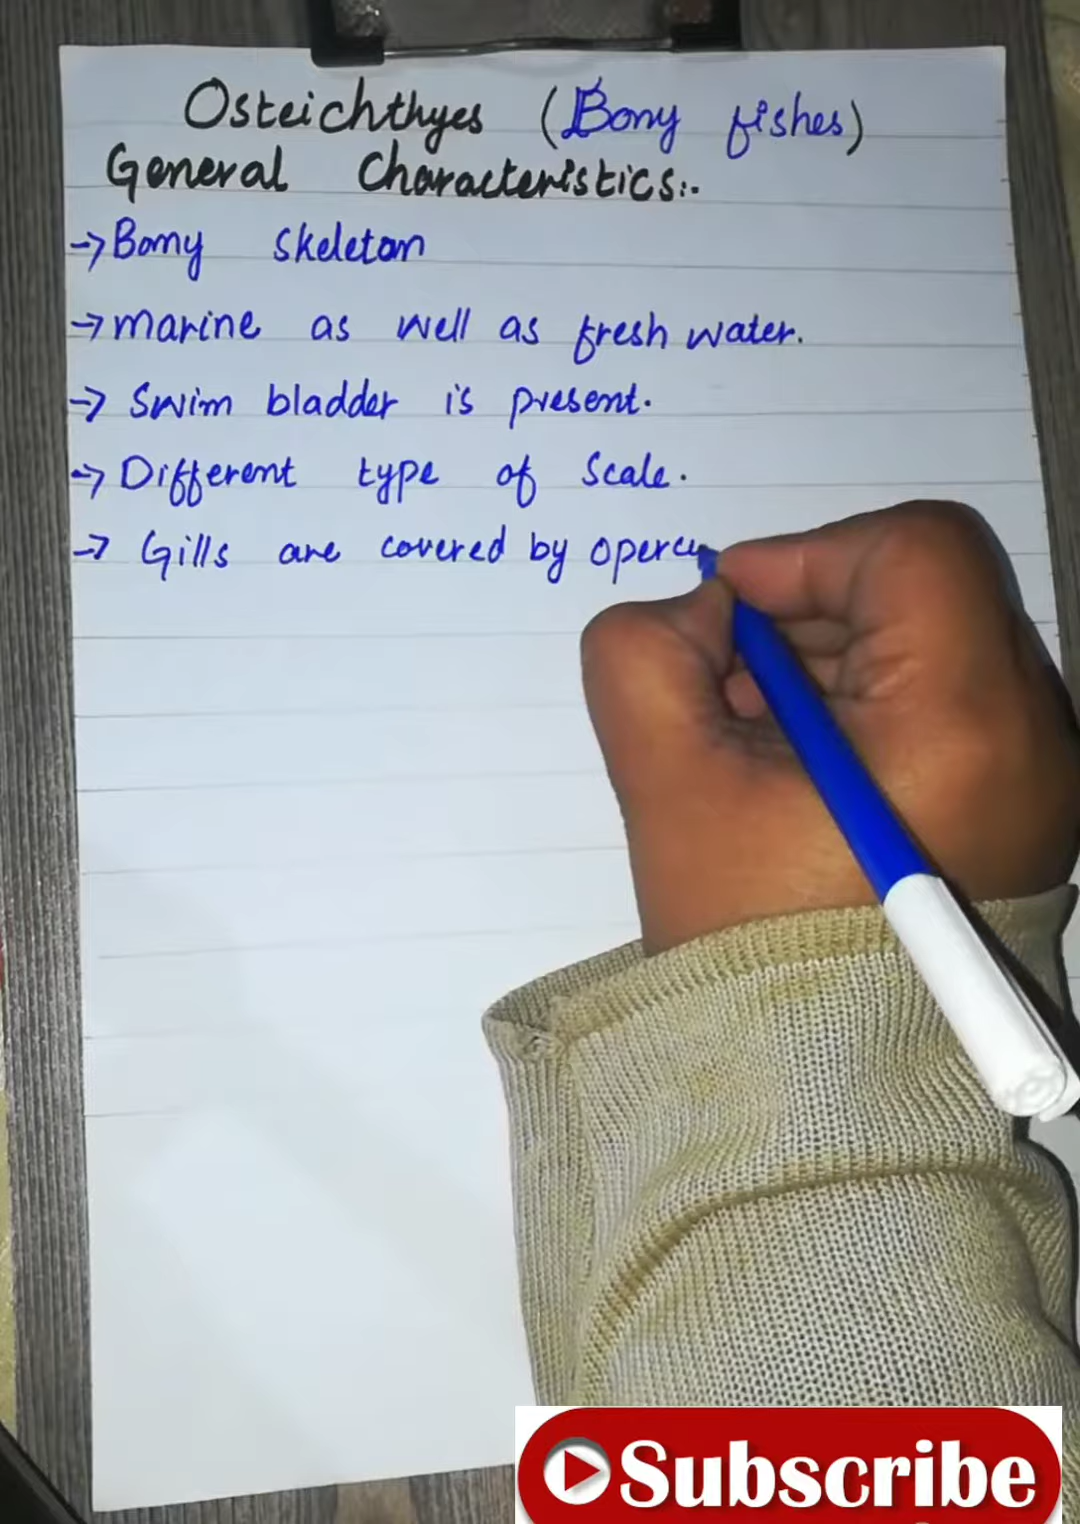 Osteichthyes (Bony fishes)
General Characteristics:-
→ Bony skeleton
→ marine as well as fresh water.
→ Swim bladder is present.
→ Different type of Scale.
→ Gills are covered by opercu
Subscribe